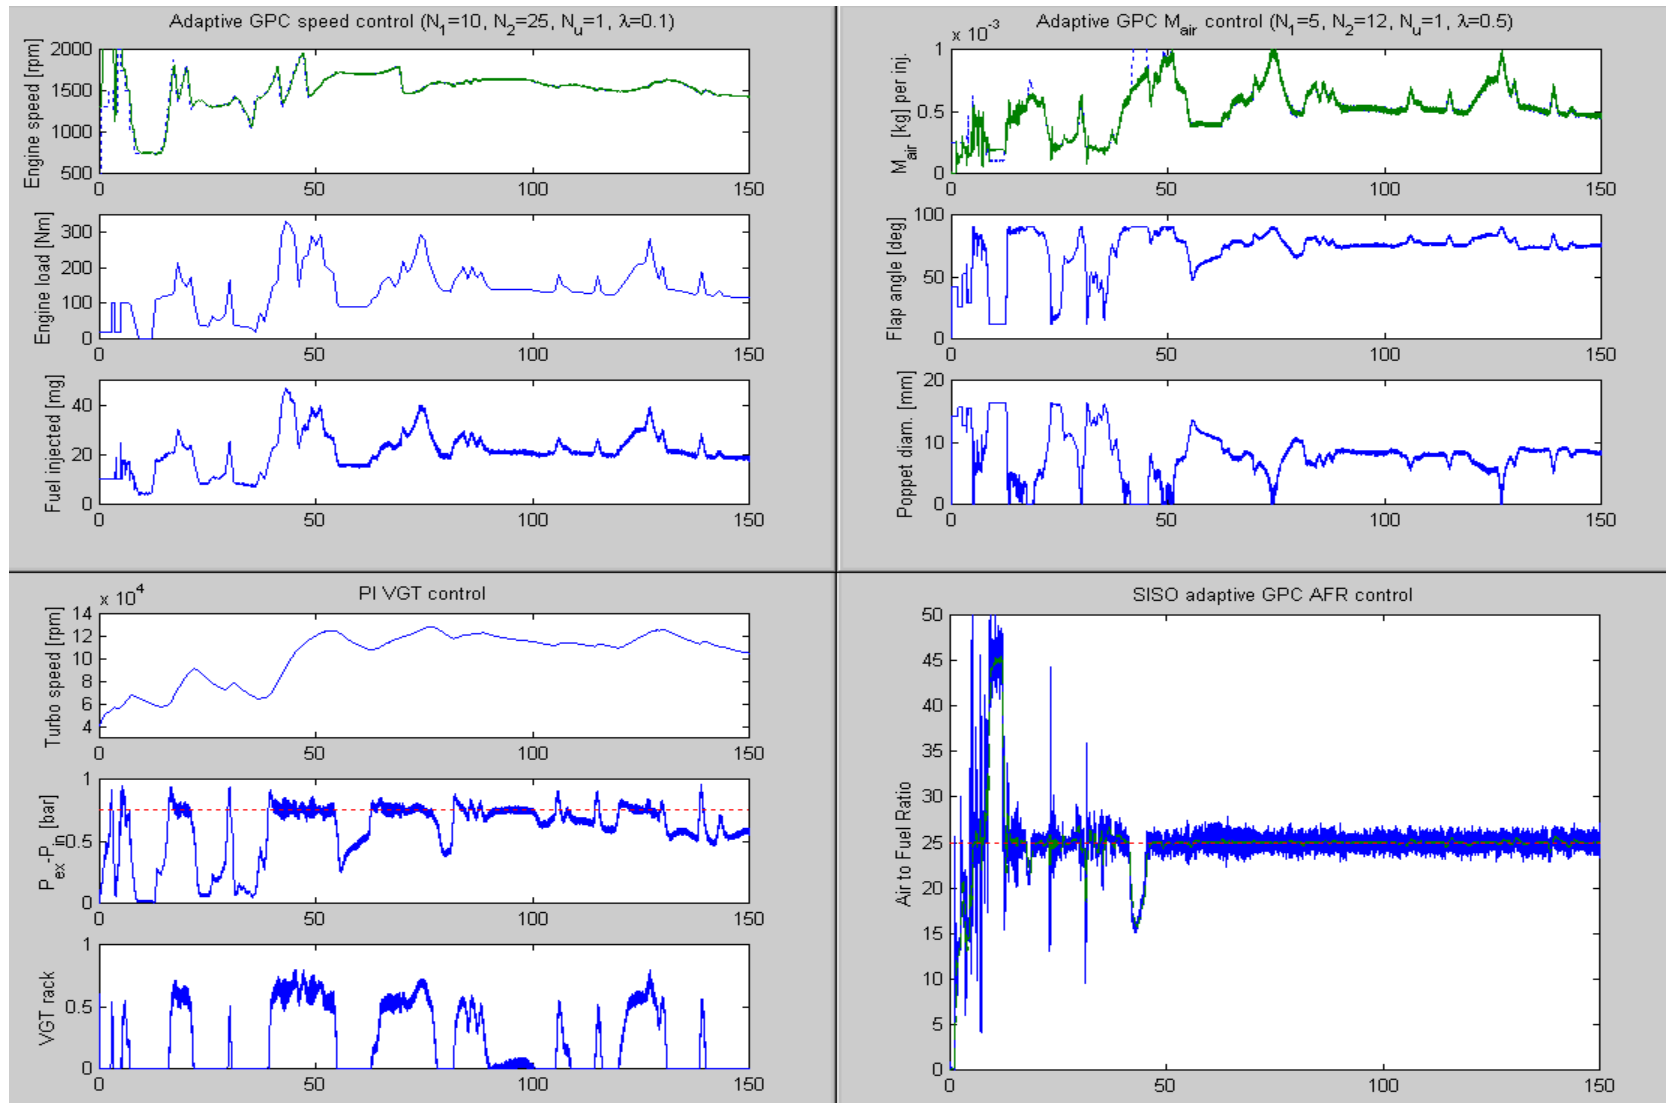 Adaptive GPC speed control (N1=10, N2=25, Nu=1, λ=0.1)
Engine speed [rpm]
2000
1500
1000
500
0 50 100 150
Engine load [Nm]
300
200
100
0
0 50 100 150
Fuel injected [mg]
40
20
0
0 50 100 150
Adaptive GPC Mair control (N1=5, N2=12, Nu=1, λ=0.5)
x 10-3
Mair [kg] per inj.
1
0.5
0
0 50 100 150
Flap angle [deg]
100
50
0
0 50 100 150
Poppet diam. [mm]
20
10
0
0 50 100 150
PI VGT control
x 10 4
Turbo speed [rpm]
14
12
10
8
6
4
0 50 100 150
Pex-Pin [bar]
1
0.5
0
0 50 100 150
VGT rack
1
0.5
0
0 50 100 150
SISO adaptive GPC AFR control
Air to Fuel Ratio
50
45
40
35
30
25
20
15
10
5
0
0 50 100 150